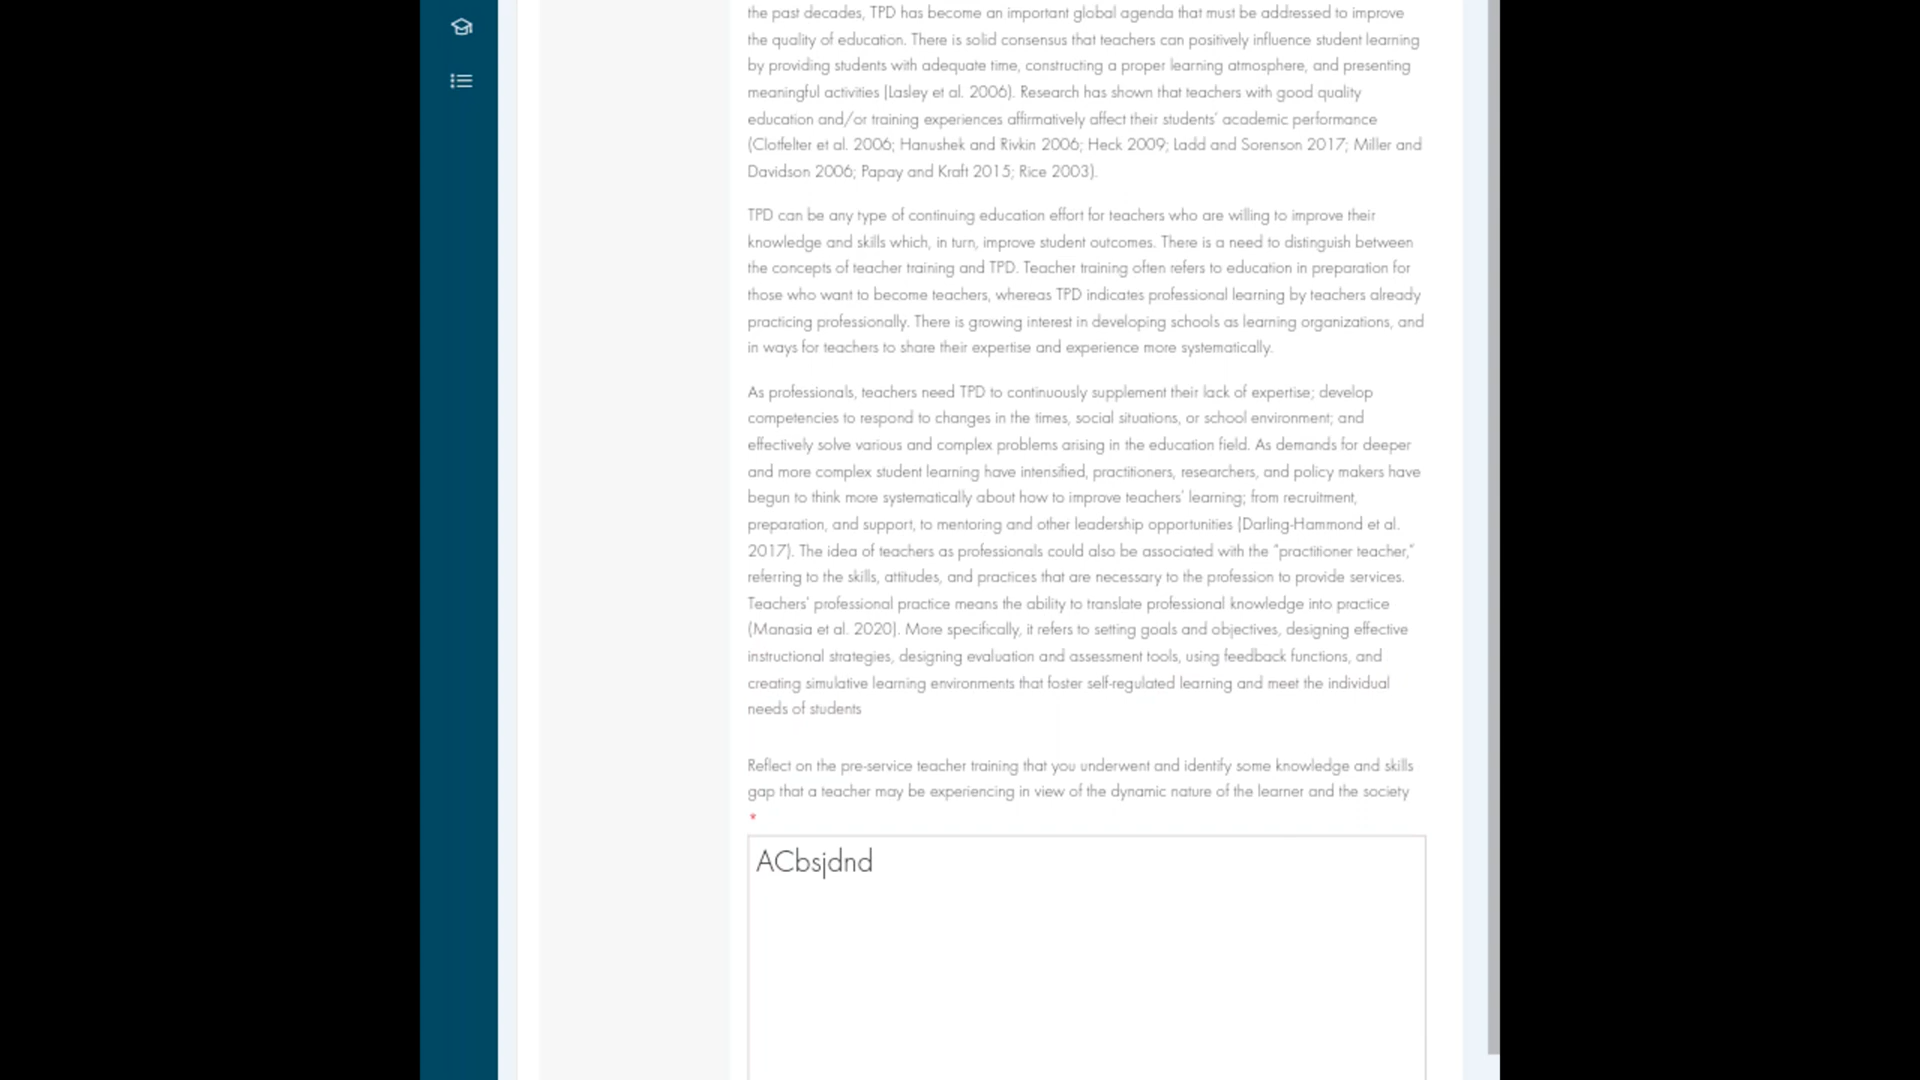 the past decades, TPD has become an important global agenda that must be addressed to improve
the quality of education. There is solid consensus that teachers can positively influence student learning
by providing students with adequate time, constructing a proper learning atmosphere, and presenting
meaningful activities (Lasley et al. 2006). Research has shown that teachers with good quality
education and/or training experiences affirmatively affect their students' academic performance
(Clotfelter et al. 2006; Hanushek and Rivkin 2006; Heck 2009; Ladd and Sorenson 2017; Miller and
Davidson 2006; Papay and Kraft 2015; Rice 2003).
TPD can be any type of continuing education effort for teachers who are willing to improve their
knowledge and skills which, in turn, improve student outcomes. There is a need to distinguish between
the concepts of teacher training and TPD. Teacher training often refers to education in preparation for
those who want to become teachers, whereas TPD indicates professional learning by teachers already
practicing professionally. There is growing interest in developing schools as learning organizations, and
in ways for teachers to share their expertise and experience more systematically.
As professionals, teachers need TPD to continuously supplement their lack of expertise; develop
competencies to respond to changes in the times, social situations, or school environment; and
effectively solve various and complex problems arising in the education field. As demands for deeper
and more complex student learning have intensified, practitioners, researchers, and policy makers have
begun to think more systematically about how to improve teachers' learning; from recruitment,
preparation, and support, to mentoring and other leadership opportunities (Darling-Hammond et al.
2017). The idea of teachers as professionals could also be associated with the "practitioner teacher,"
referring to the skills, attitudes, and practices that are necessary to the profession to provide services.
Teachers' professional practice means the ability to translate professional knowledge into practice
(Manasia et al. 2020). More specifically, it refers to setting goals and objectives, designing effective
instructional strategies, designing evaluation and assessment tools, using feedback functions, and
creating simulative learning environments that foster self-regulated learning and meet the individual
needs of students
Reflect on the pre-service teacher training that you underwent and identify some knowledge and skills
gap that a teacher may be experiencing in view of the dynamic nature of the learner and the society
*
ACbsjdnd